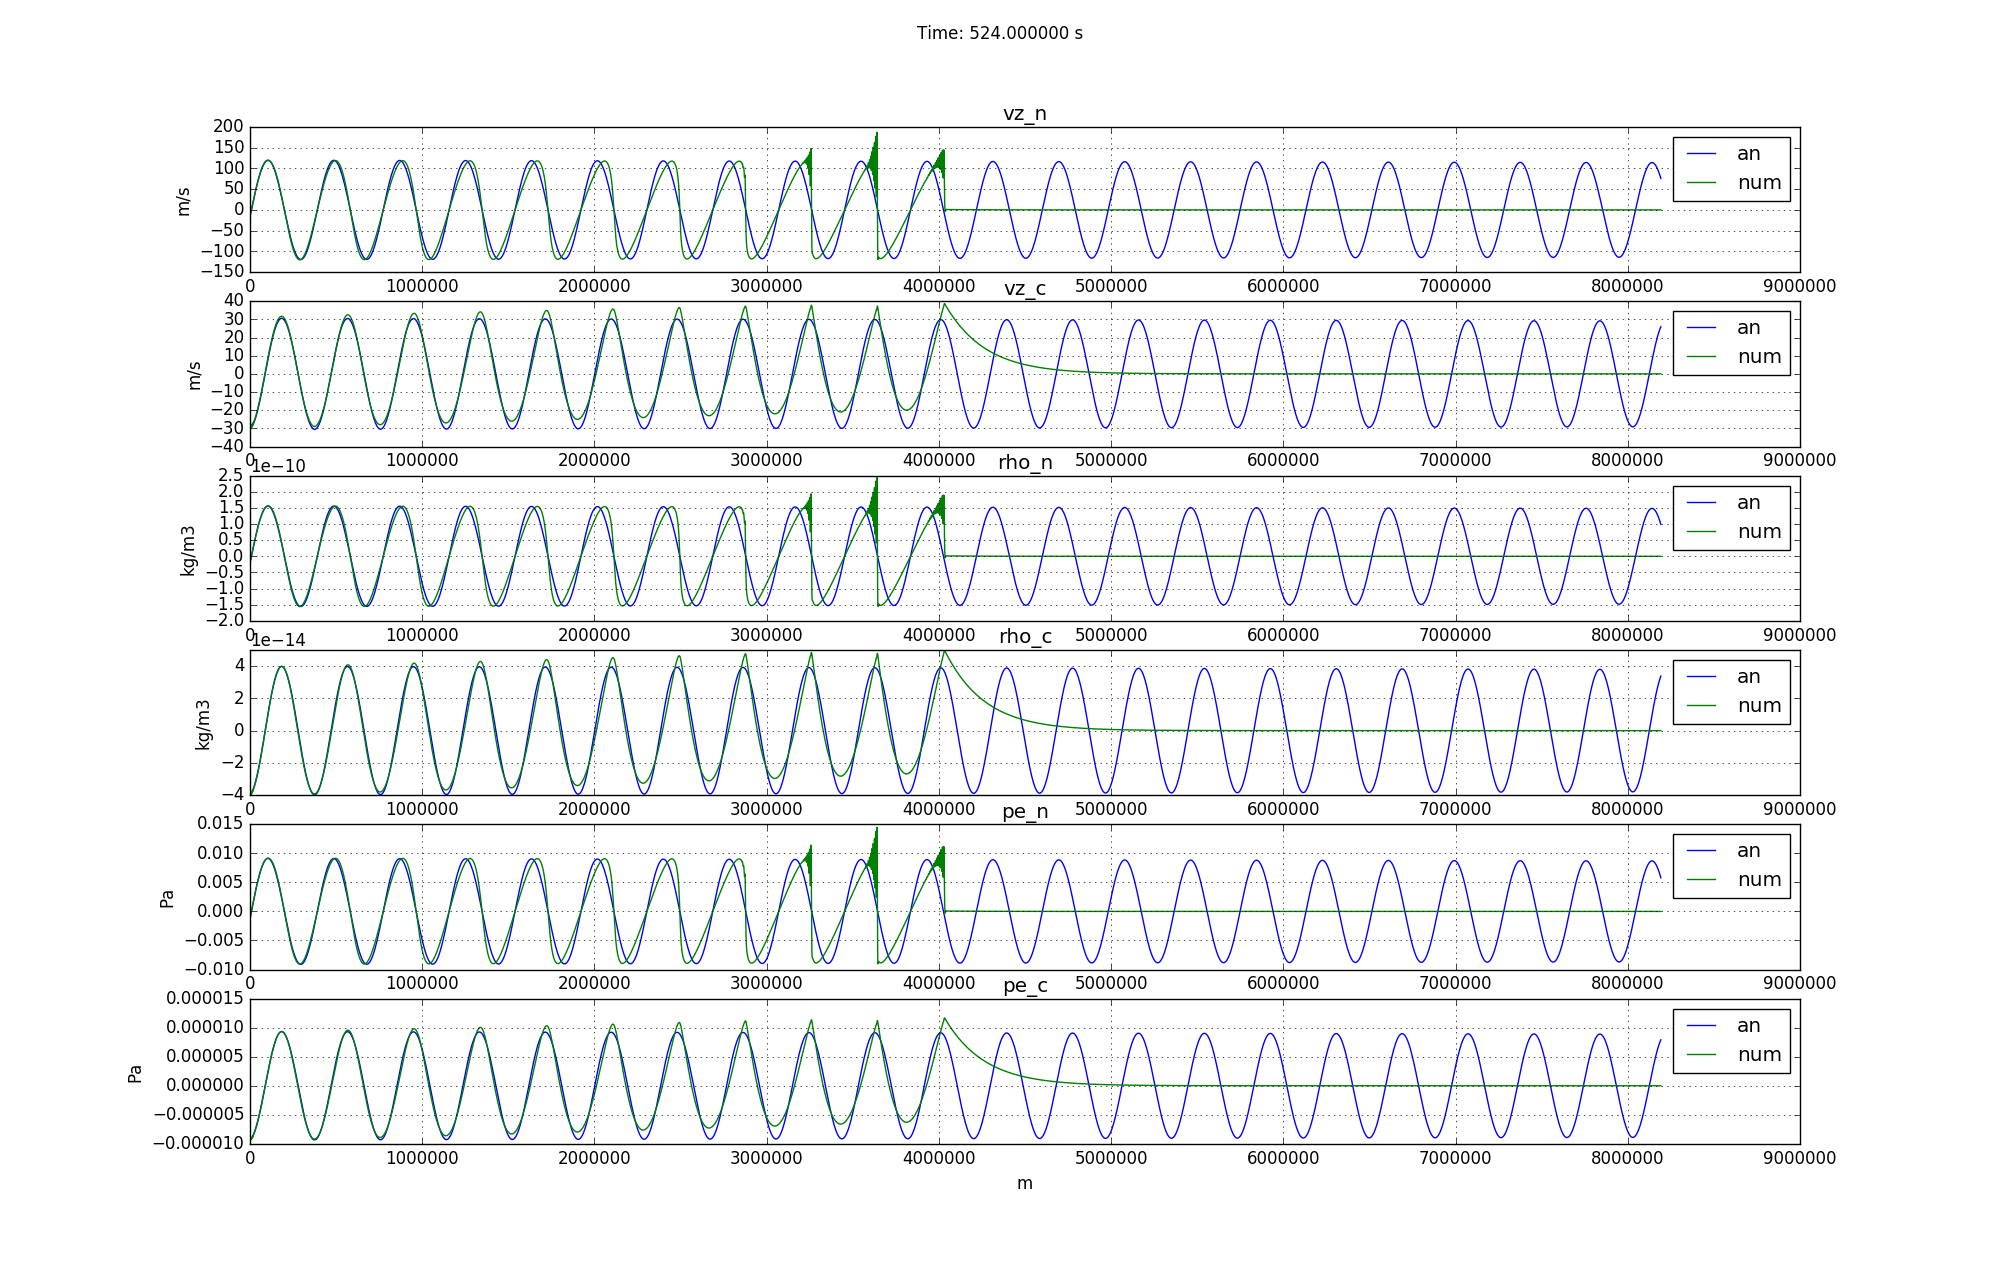 Time: 524.000000 s
vz_n
200
150
100
50
0
−50
−100
−150
m/s
an
num
0 1000000 2000000 3000000 4000000 5000000 6000000 7000000 8000000 9000000
vz_c
40
30
20
10
0
−10
−20
−30
−40
m/s
an
num
0 1000000 2000000 3000000 4000000 5000000 6000000 7000000 8000000 9000000
1e−10
rho_n
2.5
2.0
1.5
1.0
0.5
0.0
−0.5
−1.0
−1.5
−2.0
kg/m3
an
num
0 1000000 2000000 3000000 4000000 5000000 6000000 7000000 8000000 9000000
1e−14
rho_c
4
2
0
−2
−4
kg/m3
an
num
0 1000000 2000000 3000000 4000000 5000000 6000000 7000000 8000000 9000000
pe_n
0.015
0.010
0.005
0.000
−0.005
−0.010
Pa
an
num
0 1000000 2000000 3000000 4000000 5000000 6000000 7000000 8000000 9000000
pe_c
0.000015
0.000010
0.000005
0.000000
−0.000005
−0.000010
Pa
an
num
0 1000000 2000000 3000000 4000000 5000000 6000000 7000000 8000000 9000000
m